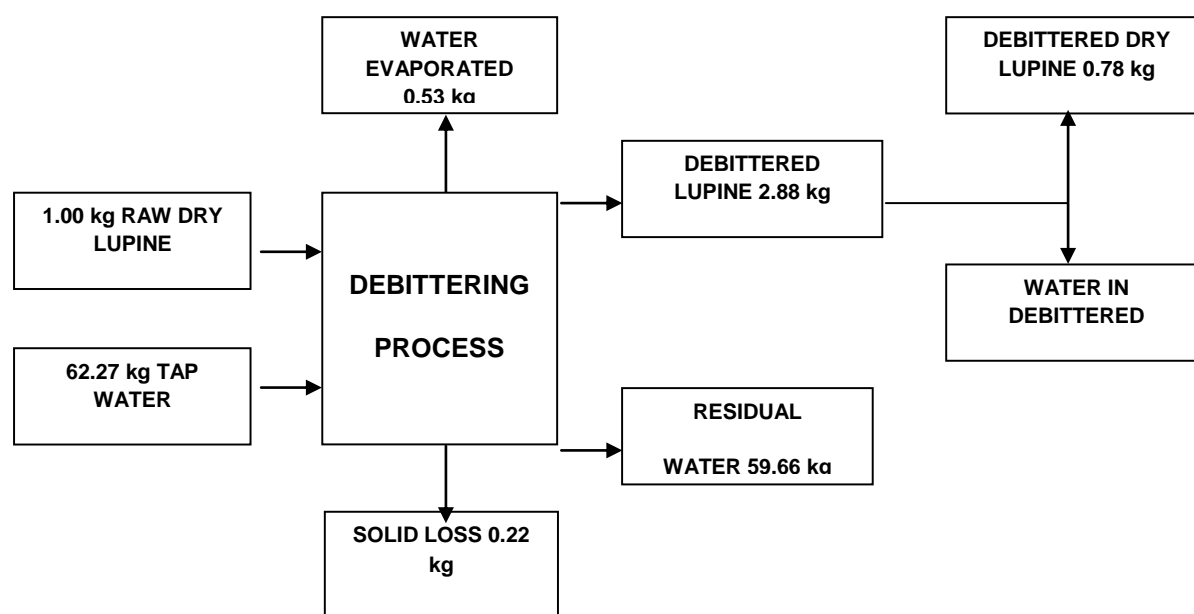 WATER
EVAPORATED
0.53 kg
DEBITTERED DRY
LUPINE 0.78 kg
DEBITTERED
LUPINE 2.88 kg
1.00 kg RAW DRY
LUPINE
DEBITTERING
PROCESS
WATER IN
DEBITTERED
62.27 kg TAP
WATER
RESIDUAL
WATER 59.66 kg
SOLID LOSS 0.22
kg